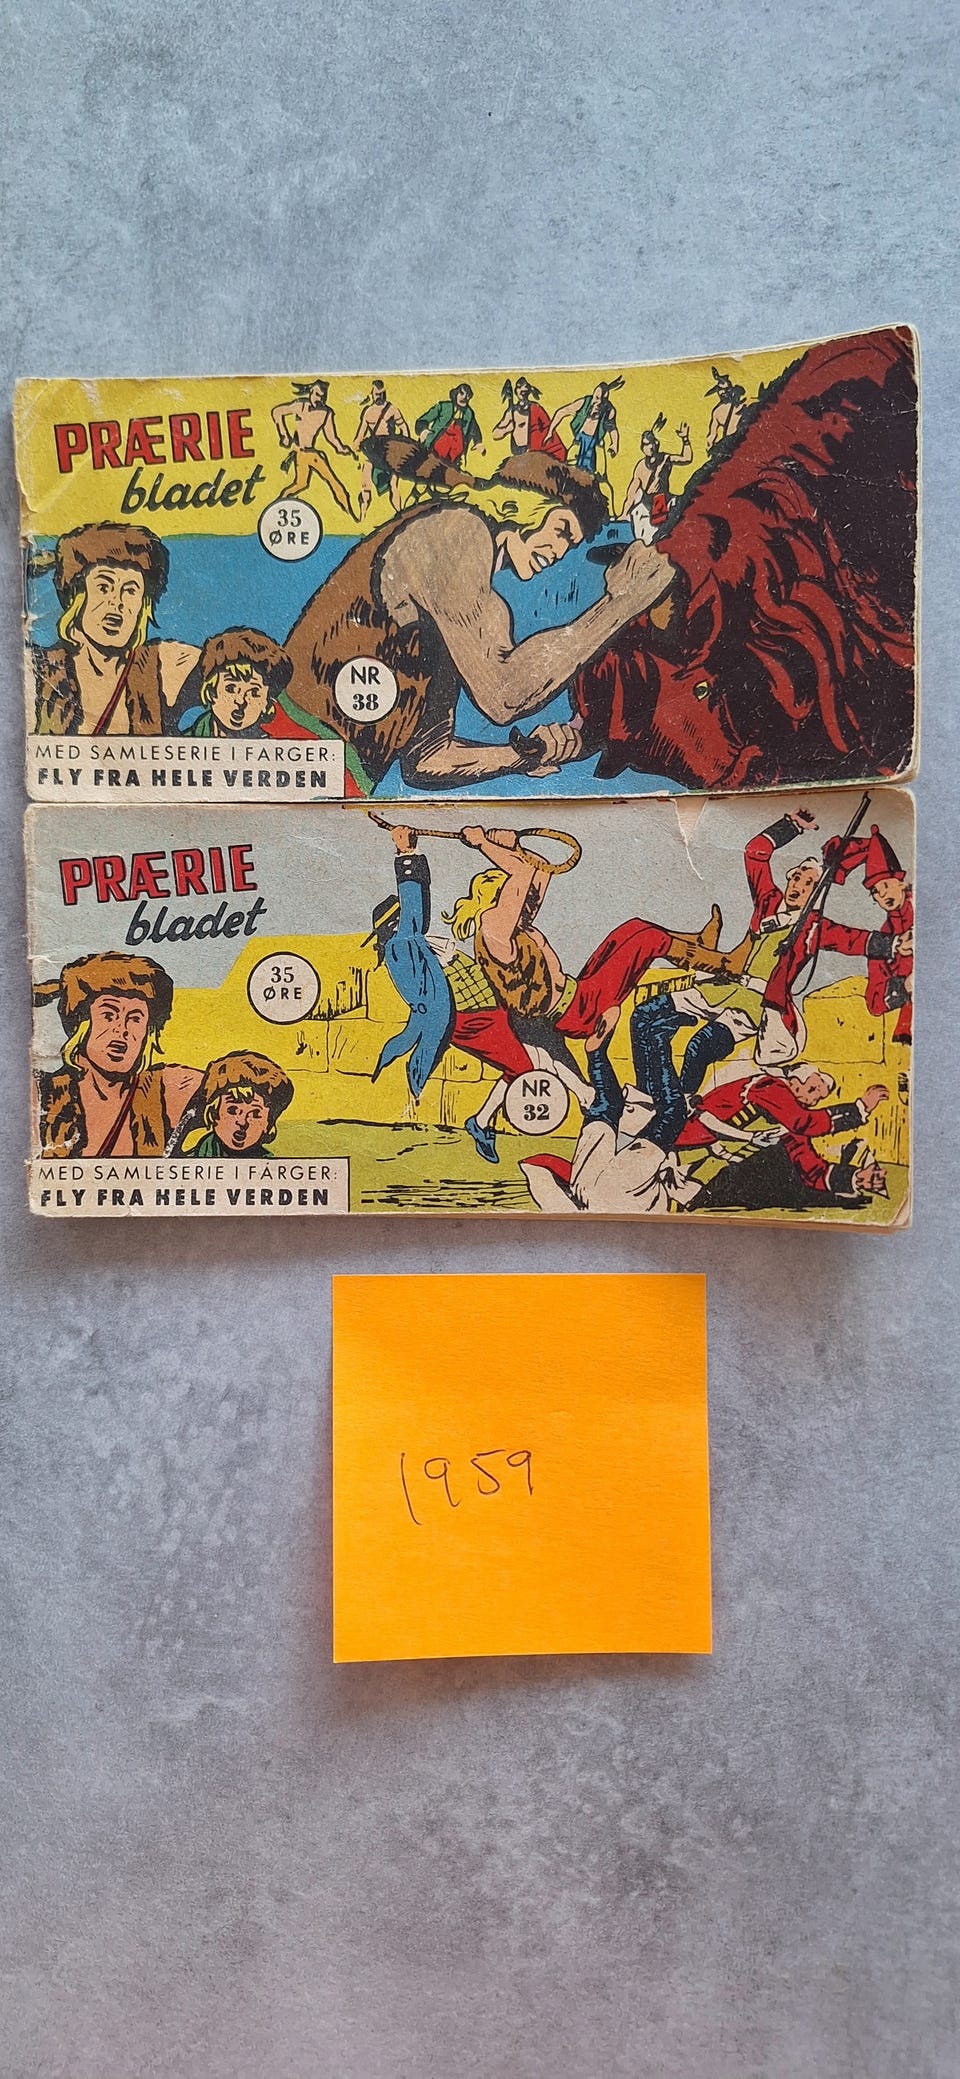 PRÆRIE
bladet
35
ØRE
NR
38
MED SAMLESERIE I FARGER:
FLY FRA HELE VERDEN
PRÆRIE
bladet
35
ØRE
NR
32
MED SAMLESERIE I FARGER:
FLY FRA HELE VERDEN
1959